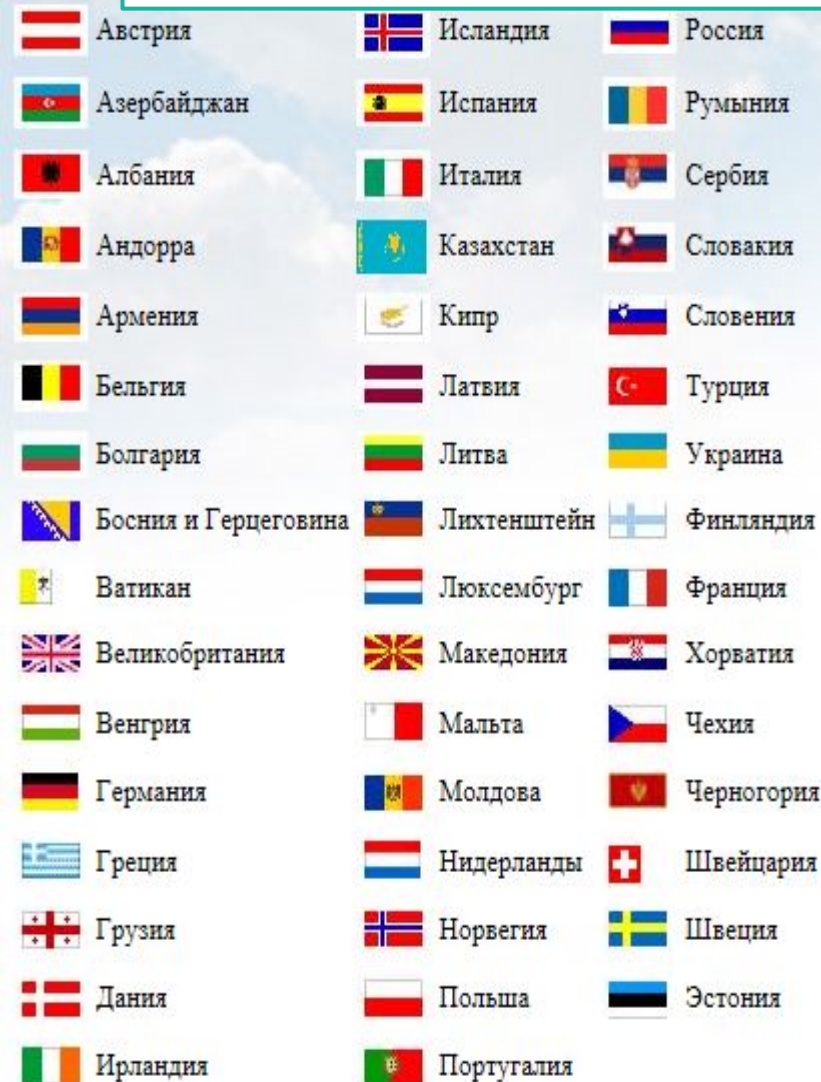 Австрия
Азербайджан
Албания
Андорра
Армения
Бельгия
Болгария
Босния и Герцеговина
Ватикан
Великобритания
Венгрия
Германия
Греция
Грузия
Дания
Ирландия
Исландия
Испания
Италия
Казахстан
Кипр
Латвия
Литва
Лихтенштейн
Люксембург
Македония
Мальта
Молдова
Нидерланды
Норвегия
Польша
Португалия
Россия
Румыния
Сербия
Словакия
Словения
Турция
Украина
Финляндия
Франция
Хорватия
Чехия
Черногория
Швейцария
Швеция
Эстония